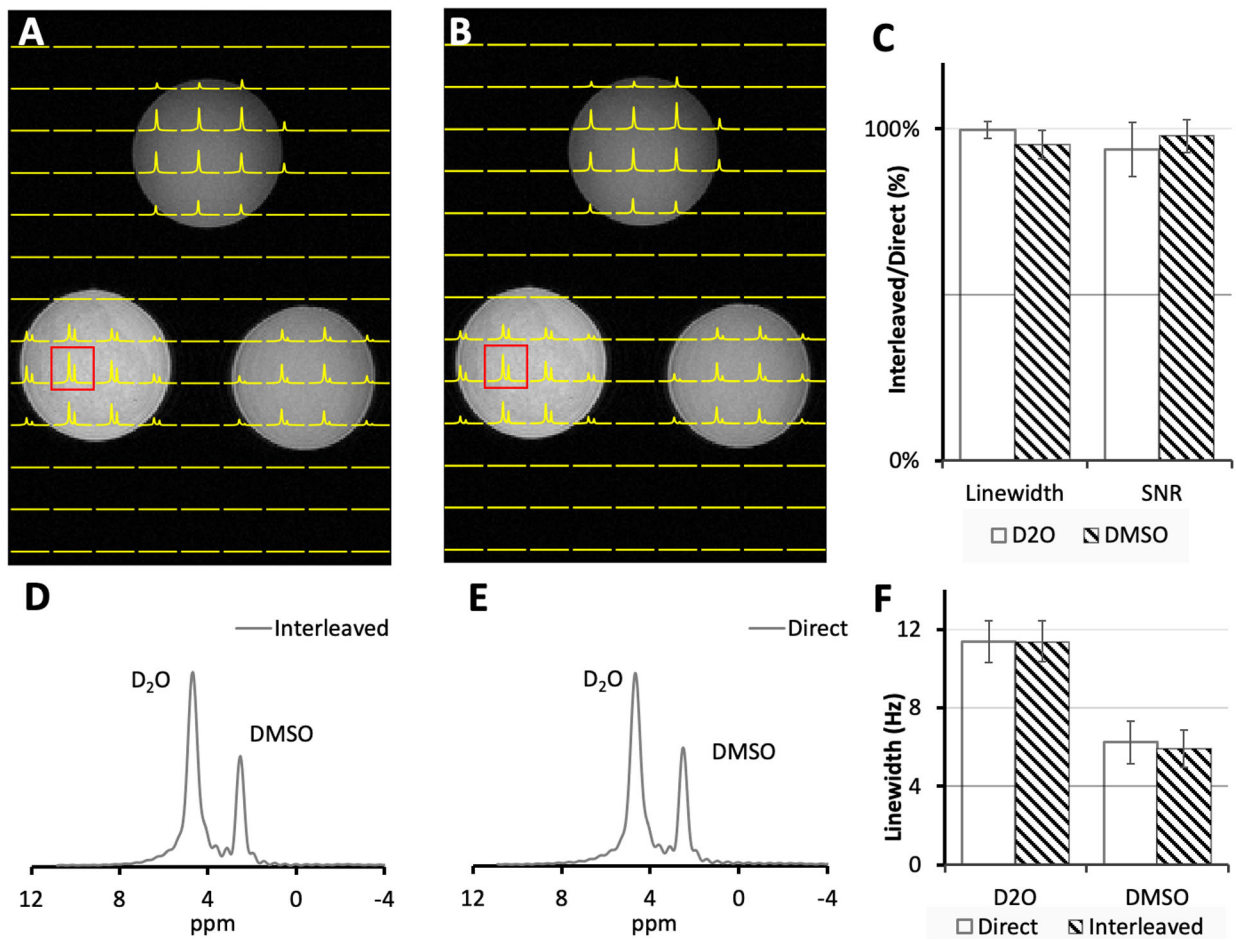 A
B
C
Interleaved/Direct (%)
100%
0%
Linewidth SNR
D2O DMSO
D
Interleaved
D₂O
DMSO
12 8 4 0 -4
ppm
E
Direct
D₂O
DMSO
12 8 4 0 -4
ppm
F
Linewidth (Hz)
12
8
4
0
D2O DMSO
Direct Interleaved